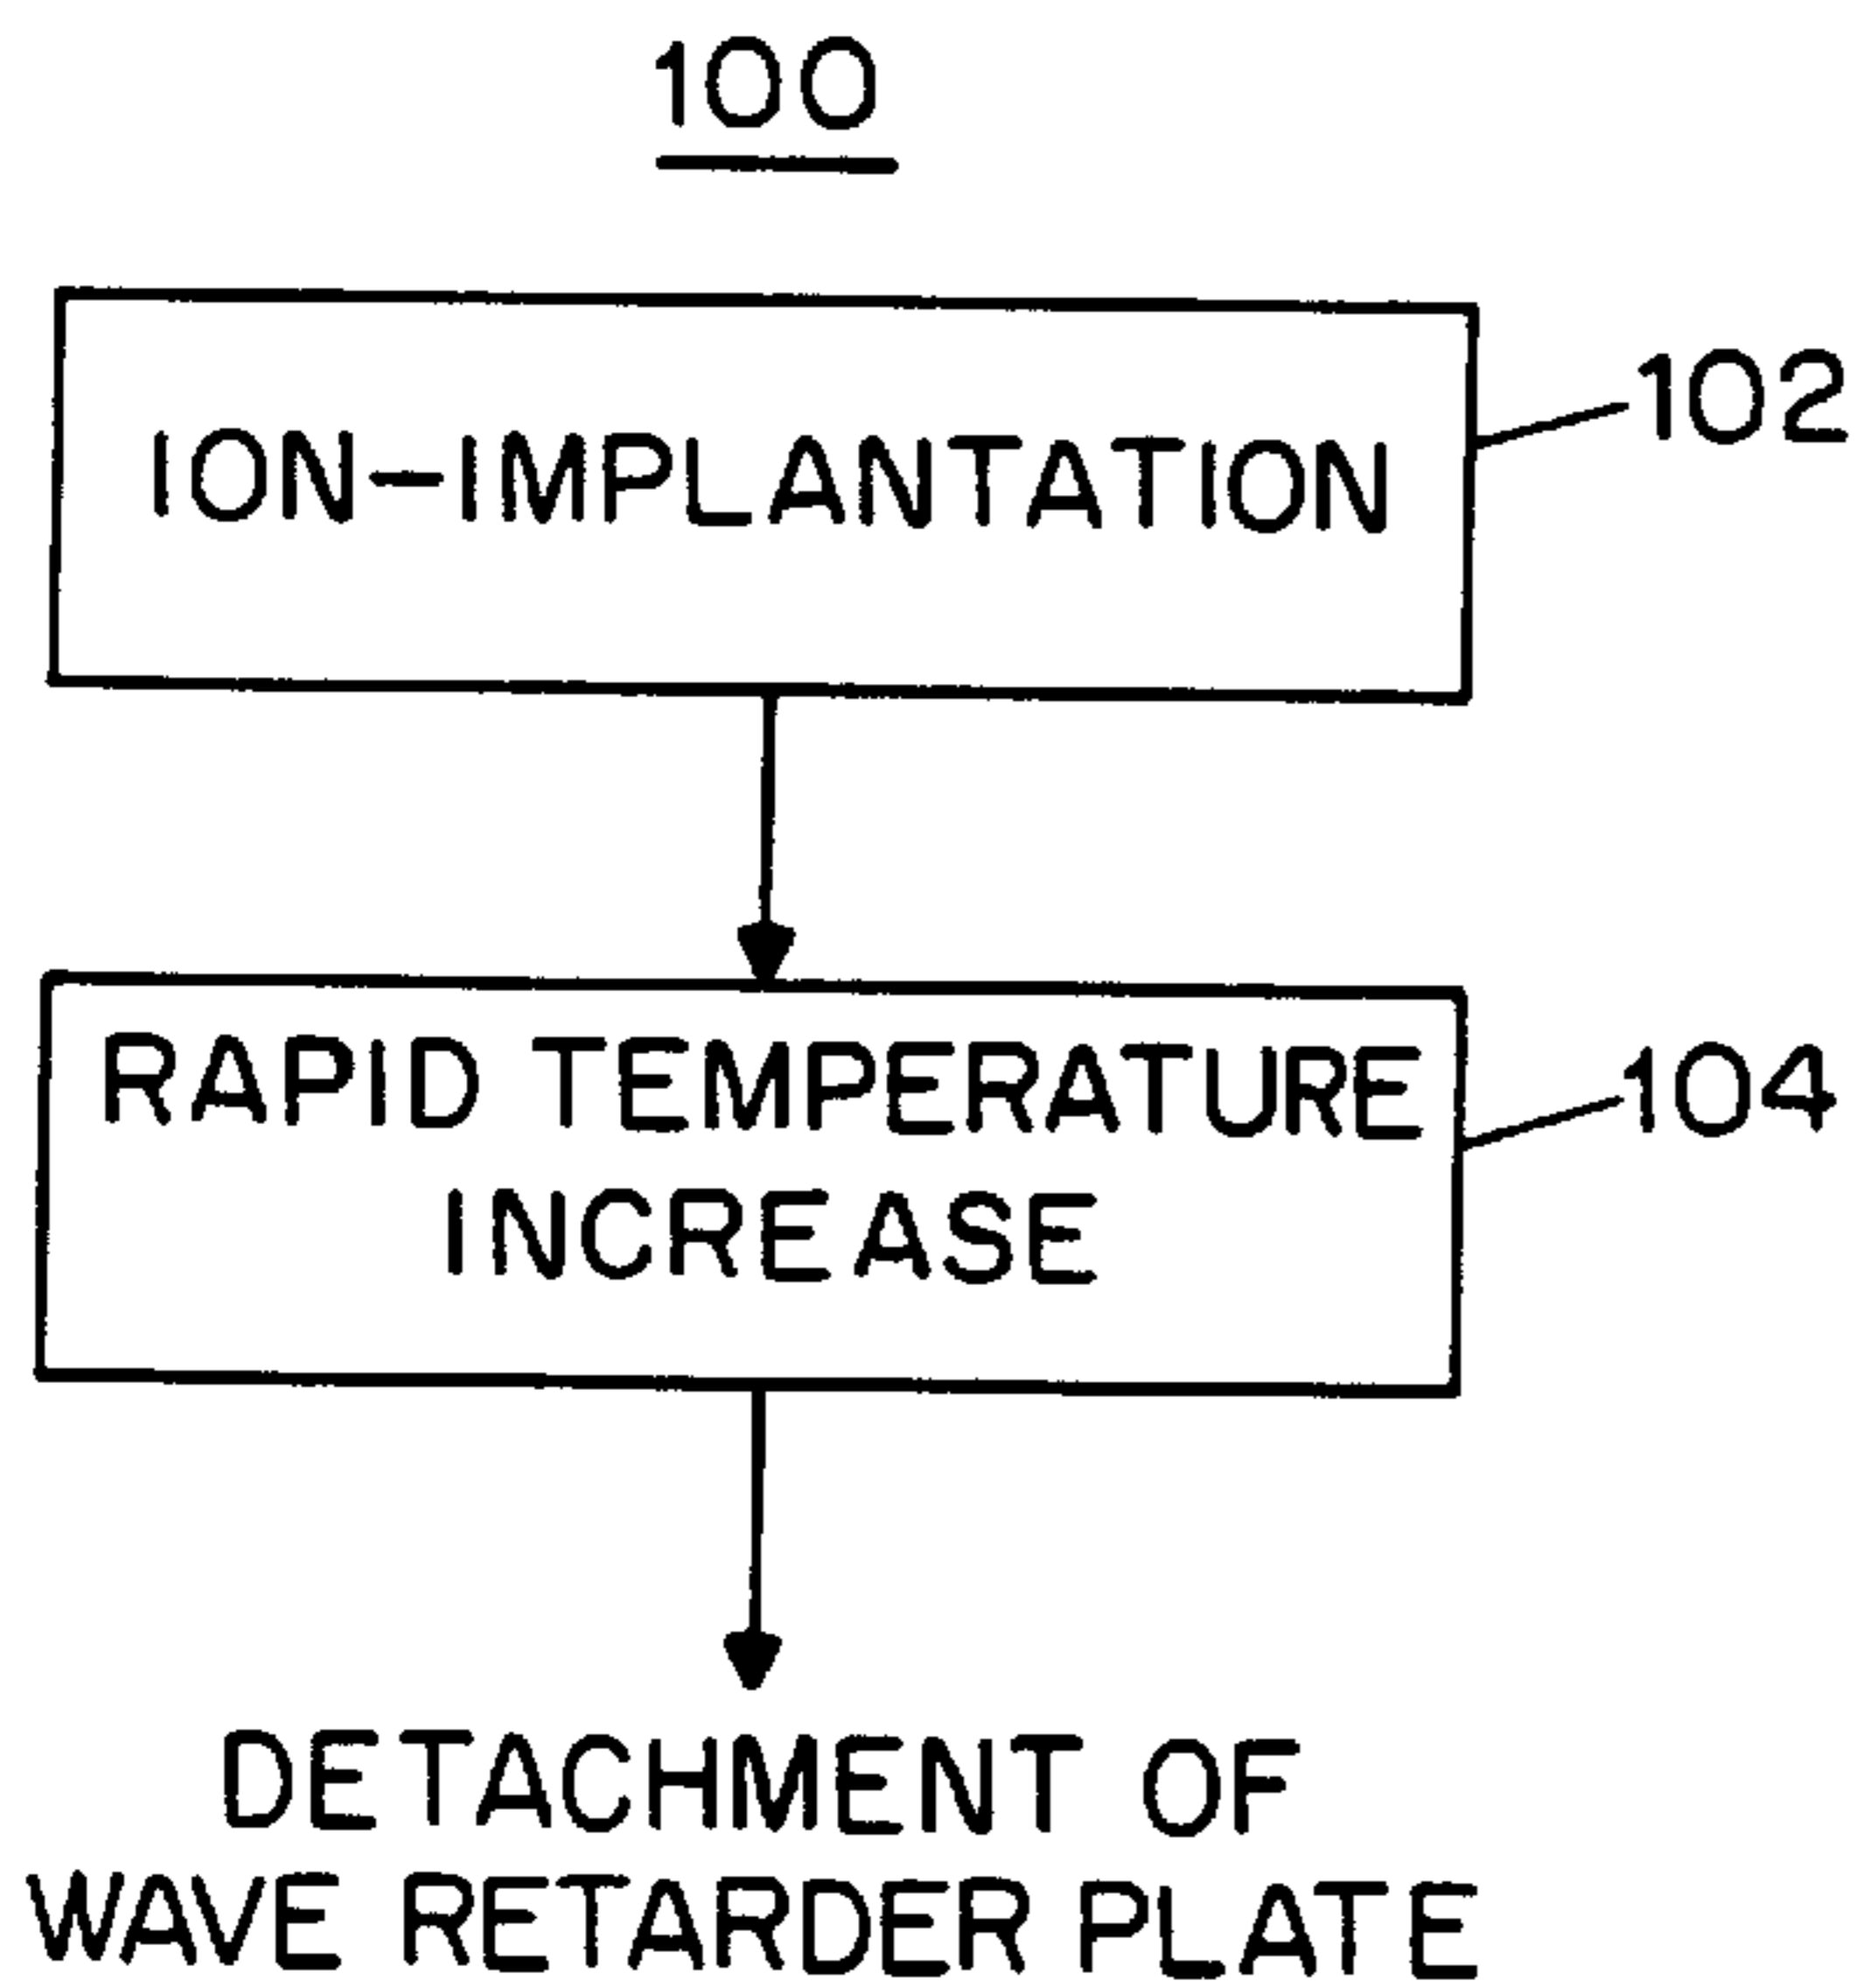 100
ION-IMPLANTATION
102
RAPID TEMPERATURE
INCREASE
104
DETACHMENT OF
WAVE RETARDER PLATE